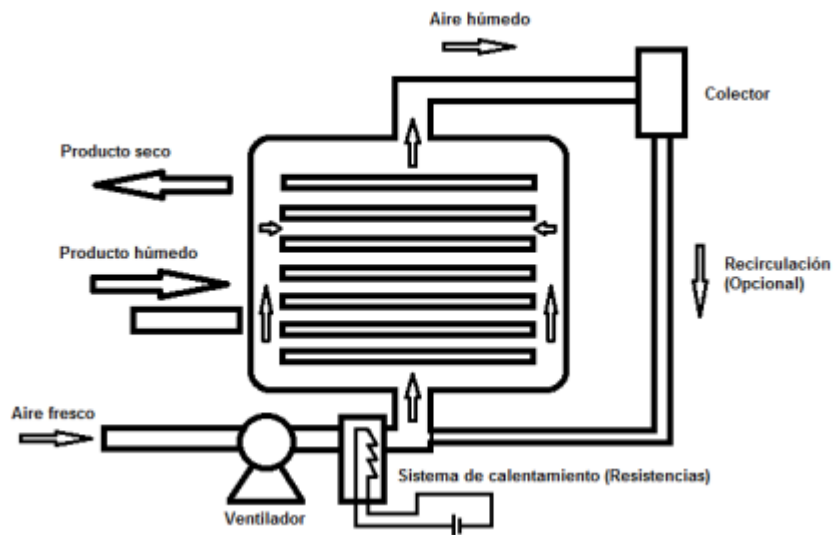 Aire húmedo
Colector
Producto seco
Producto húmedo
Recirculación
(Opcional)
Aire fresco
Sistema de calentamiento (Resistencias)
Ventilador